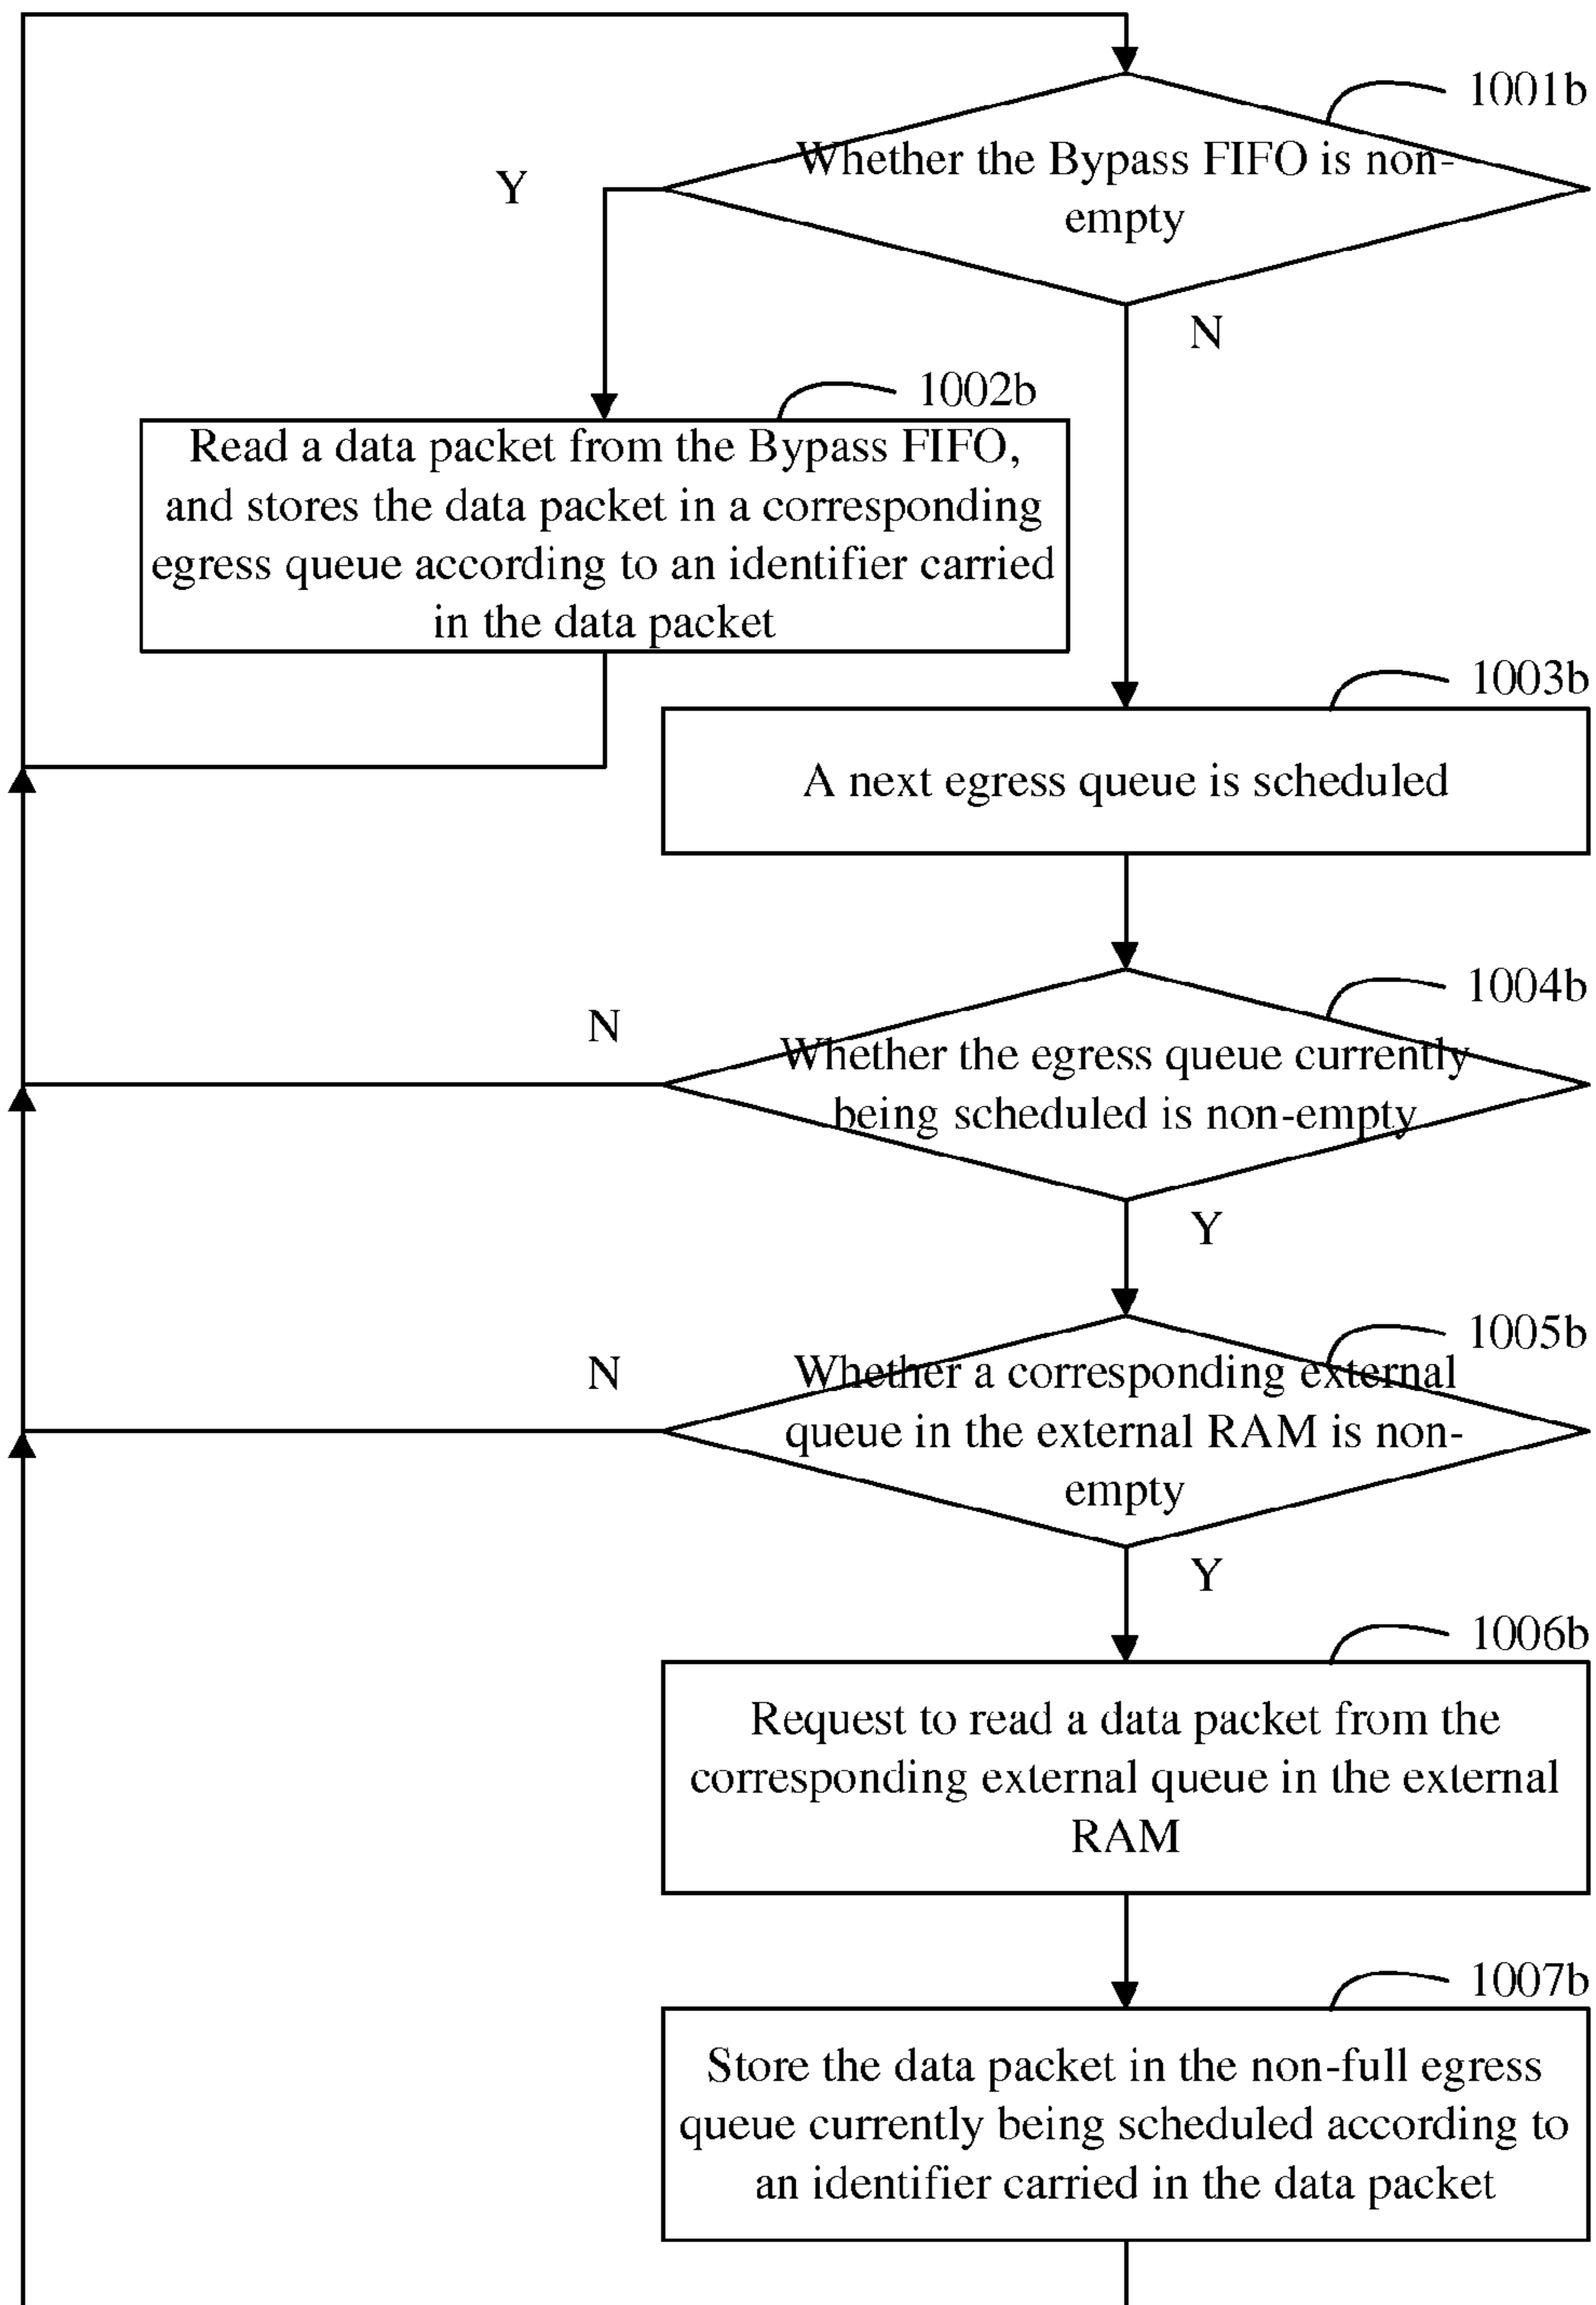 1001b
Whether the Bypass FIFO is non-
empty
Y
N
1002b
Read a data packet from the Bypass FIFO,
and stores the data packet in a corresponding
egress queue according to an identifier carried
in the data packet
1003b
A next egress queue is scheduled
1004b
N
Whether the egress queue currently
being scheduled is non-empty
Y
1005b
N
Whether a corresponding external
queue in the external RAM is non-
empty
Y
1006b
Request to read a data packet from the
corresponding external queue in the external
RAM
1007b
Store the data packet in the non-full egress
queue currently being scheduled according to
an identifier carried in the data packet